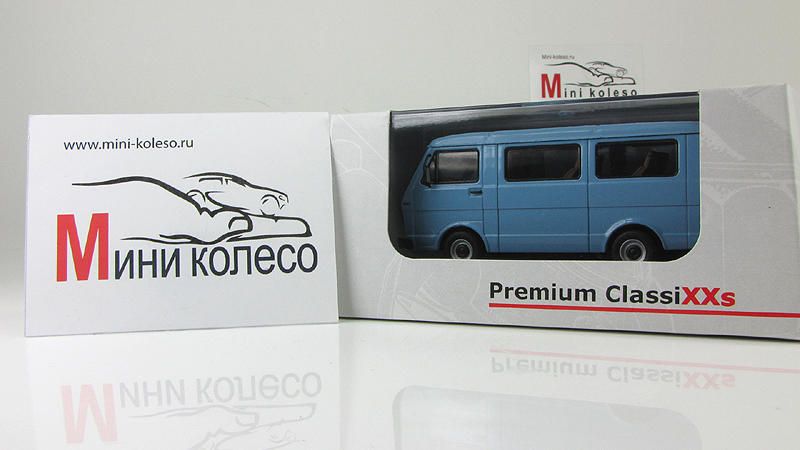 www.mini-koleso.ru
Мини колесо
Mini-koleso.ru
Mini koleso
Premium ClassiXXs